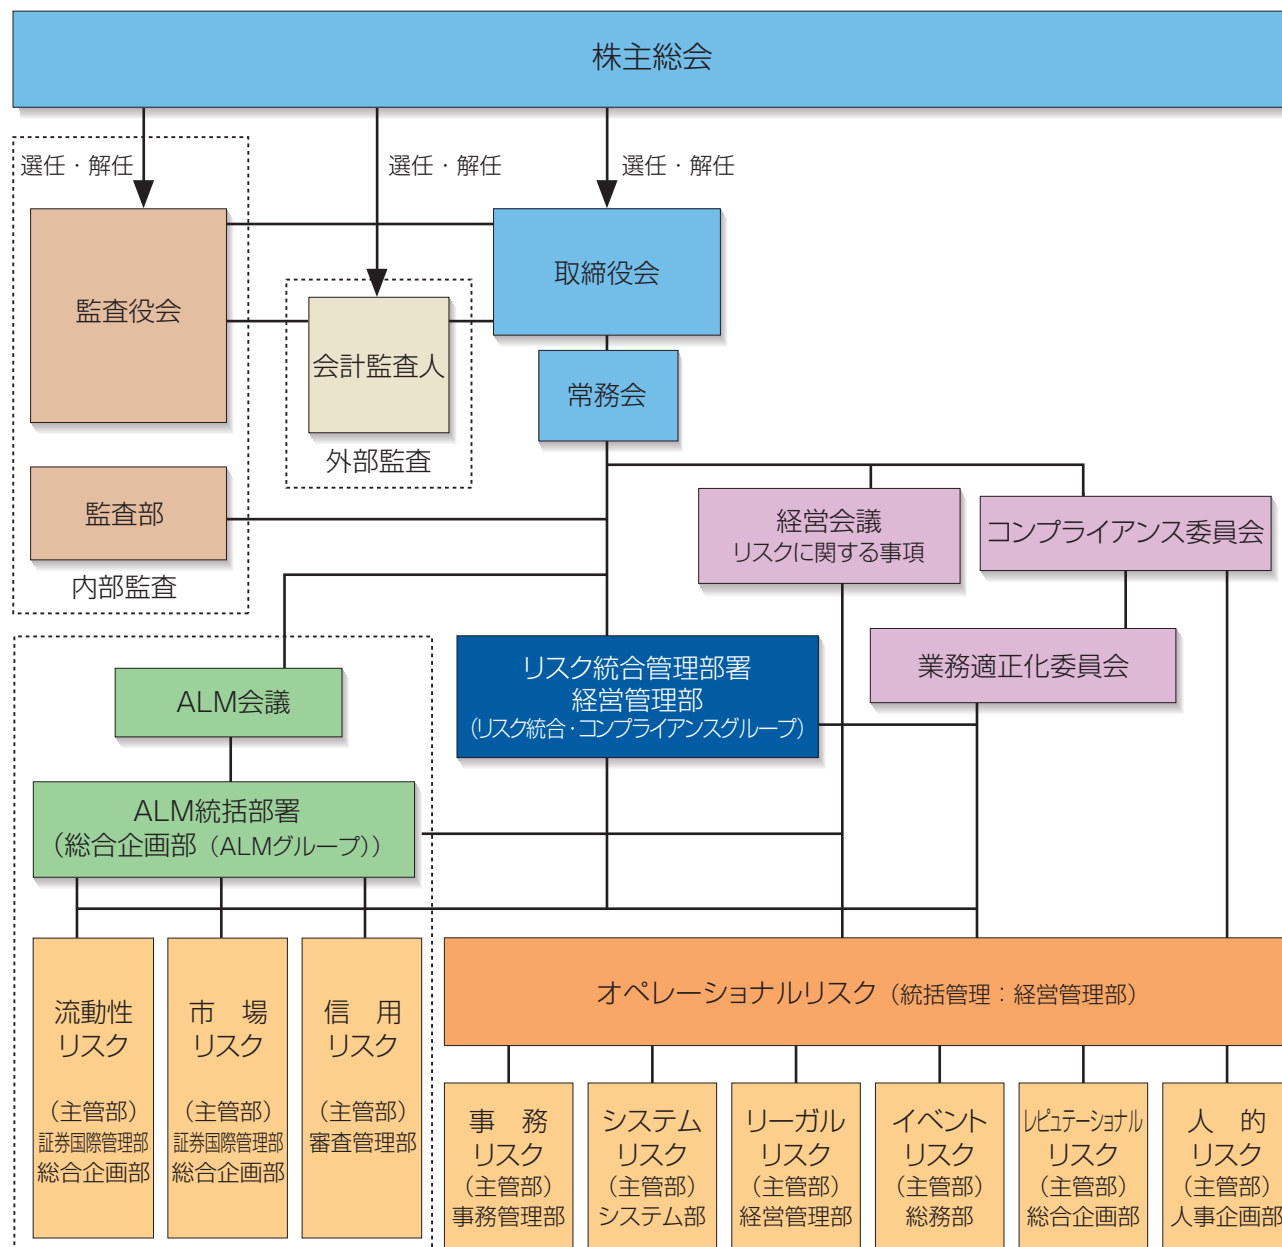 株主総会
選任・解任
選任・解任
選任・解任
監査役会
取締役会
会計監査人
常務会
外部監査
監査部
内部監査
経営会議
リスクに関する事項
コンプライアンス委員会
リスク統合管理部署
経営管理部
（リスク統合・コンプライアンスグループ）
業務適正化委員会
ALM会議
ALM統括部署
（総合企画部（ALMグループ））
流動性
リスク
（主管部）
証券国際管理部
総合企画部
市　場
リスク
（主管部）
証券国際管理部
総合企画部
信　用
リスク
（主管部）
審査管理部
オペレーショナルリスク（統括管理：経営管理部）
事　務
リスク
（主管部）
事務管理部
システム
リスク
（主管部）
システム部
リーガル
リスク
（主管部）
経営管理部
イベント
リスク
（主管部）
総務部
レピュテーショナル
リスク
（主管部）
総合企画部
人　的
リスク
（主管部）
人事企画部